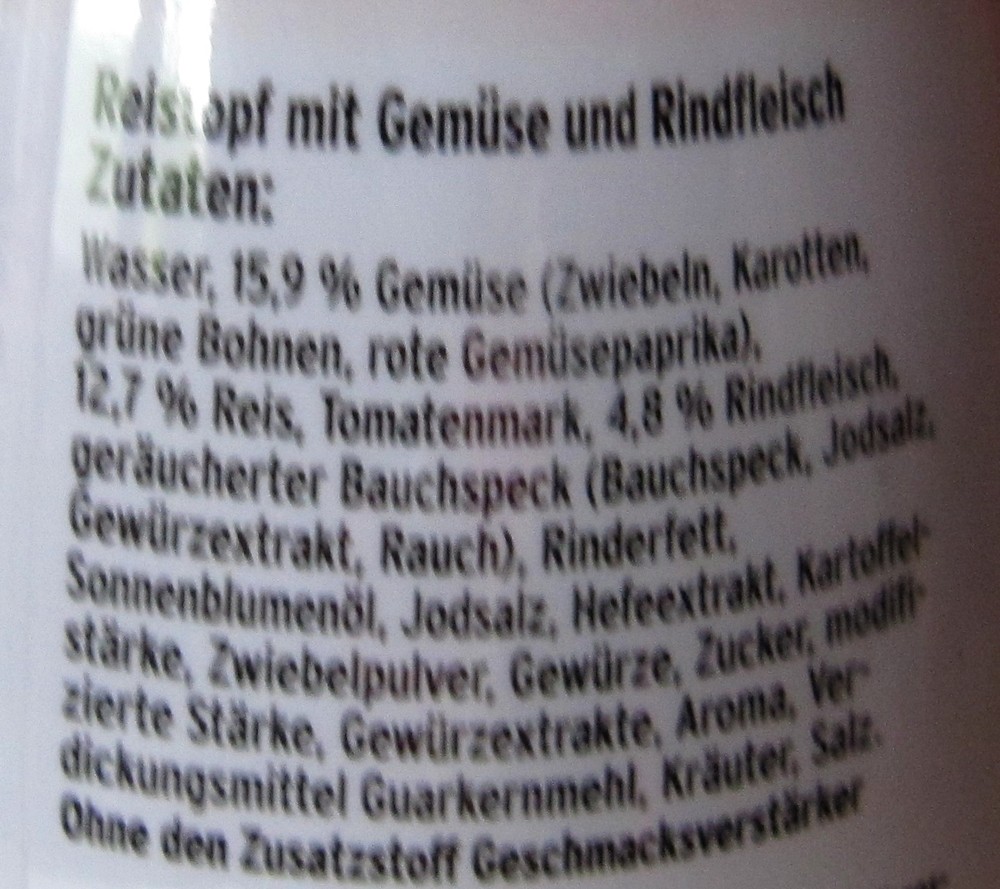 Reistopf mit Gemüse und Rindfleisch
Zutaten:
Wasser, 15,9 % Gemüse (Zwiebeln, Karotten,
grüne Bohnen, rote Gemüsepaprika),
12,7 % Reis, Tomatenmark, 4,8 % Rindfleisch,
geräucherter Bauchspeck (Bauchspeck, Jodsalz,
Gewürzextrakt, Rauch), Rinderfett,
Sonnenblumenöl, Jodsalz, Hefeextrakt, Kartoffel-
stärke, Zwiebelpulver, Gewürze, Zucker, modifi-
zierte Stärke, Gewürzextrakte, Aroma, Ver-
dickungsmittel Guarkernmehl, Kräuter, Salz.
Ohne den Zusatzstoff Geschmacksverstärker